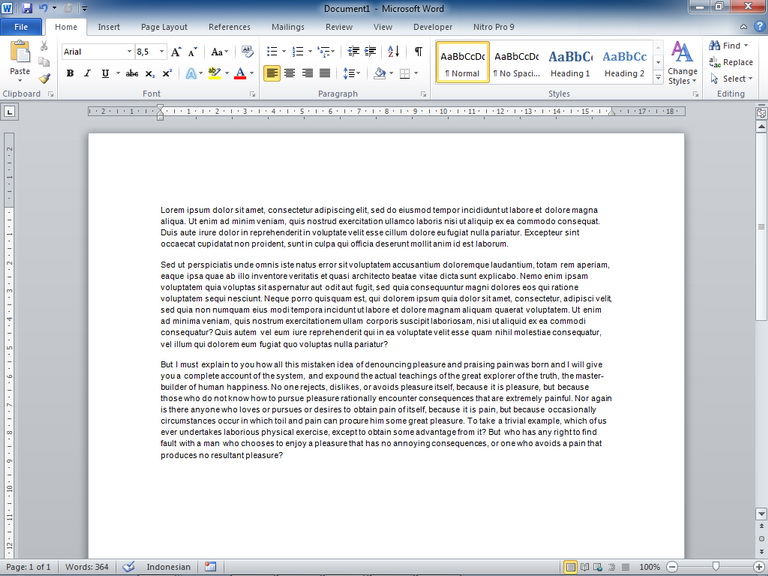 Document1 - Microsoft Word
File Home Insert Page Layout References Mailings Review View Developer Nitro Pro 9
Paste
Clipboard
Arial 8,5
Font
Paragraph
AaBbCcDc AaBbCcDc AaBbC AaBbCc
¶ Normal ¶ No Spaci... Heading 1 Heading 2
Change Styles
Styles
Find
Replace
Select
Editing
Lorem ipsum dolor sit amet, consectetur adipiscing elit, sed do eiusmod tempor incididunt ut labore et dolore magna
aliqua. Ut enim ad minim veniam, quis nostrud exercitation ullamco laboris nisi ut aliquip ex ea commodo consequat.
Duis aute irure dolor in reprehenderit in voluptate velit esse cillum dolore eu fugiat nulla pariatur. Excepteur sint
occaecat cupidatat non proident, sunt in culpa qui officia deserunt mollit anim id est laborum.
Sed ut perspiciatis unde omnis iste natus error sit voluptatem accusantium doloremque laudantium, totam rem aperiam,
eaque ipsa quae ab illo inventore veritatis et quasi architecto beatae vitae dicta sunt explicabo. Nemo enim ipsam
voluptatem quia voluptas sit aspernatur aut odit aut fugit, sed quia consequuntur magni dolores eos qui ratione
voluptatem sequi nesciunt. Neque porro quisquam est, qui dolorem ipsum quia dolor sit amet, consectetur, adipisci velit,
sed quia non numquam eius modi tempora incidunt ut labore et dolore magnam aliquam quaerat voluptatem. Ut enim
ad minima veniam, quis nostrum exercitationem ullam corporis suscipit laboriosam, nisi ut aliquid ex ea commodi
consequatur? Quis autem vel eum iure reprehenderit qui in ea voluptate velit esse quam nihil molestiae consequatur,
vel illum qui dolorem eum fugiat quo voluptas nulla pariatur?
But I must explain to you how all this mistaken idea of denouncing pleasure and praising pain was born and I will give
you a complete account of the system, and expound the actual teachings of the great explorer of the truth, the master-
builder of human happiness. No one rejects, dislikes, or avoids pleasure itself, because it is pleasure, but because
those who do not know how to pursue pleasure rationally encounter consequences that are extremely painful. Nor again
is there anyone who loves or pursues or desires to obtain pain of itself, because it is pain, but because occasionally
circumstances occur in which toil and pain can procure him some great pleasure. To take a trivial example, which of us
ever undertakes laborious physical exercise, except to obtain some advantage from it? But who has any right to find
fault with a man who chooses to enjoy a pleasure that has no annoying consequences, or one who avoids a pain that
produces no resultant pleasure?
Page: 1 of 1 Words: 364 Indonesian 100%